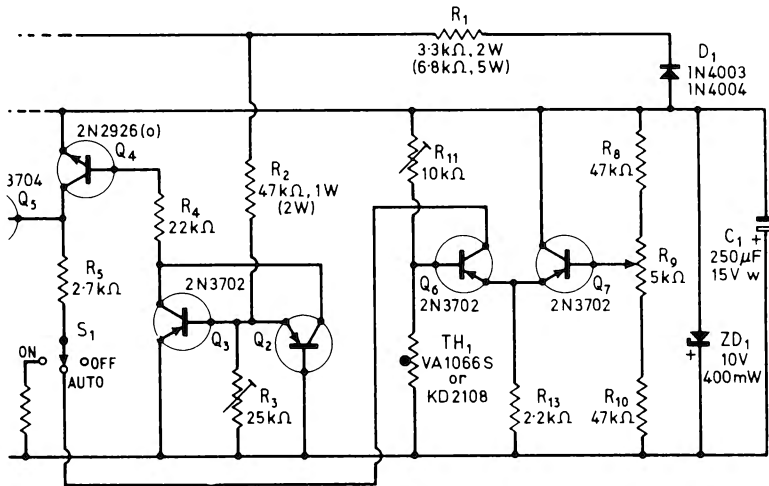 R1
3.3kΩ, 2W
(6.8kΩ, 5W)
D1
1N4003
1N4004
2N2926(o)
Q4
3704
Q5
R2
47kΩ, 1W
(2W)
R11
10kΩ
R8
47kΩ
R4
22kΩ
C1 +
250μF
15V w
R5
2.7kΩ
2N3702
Q6
2N3702
Q7
2N3702
R9
5kΩ
S1
ON
OFF
AUTO
Q3
Q2
TH1
VA1066S
or
KD2108
ZD1
+
10V
400mW
R3
25kΩ
R13
2.2kΩ
R10
47kΩ